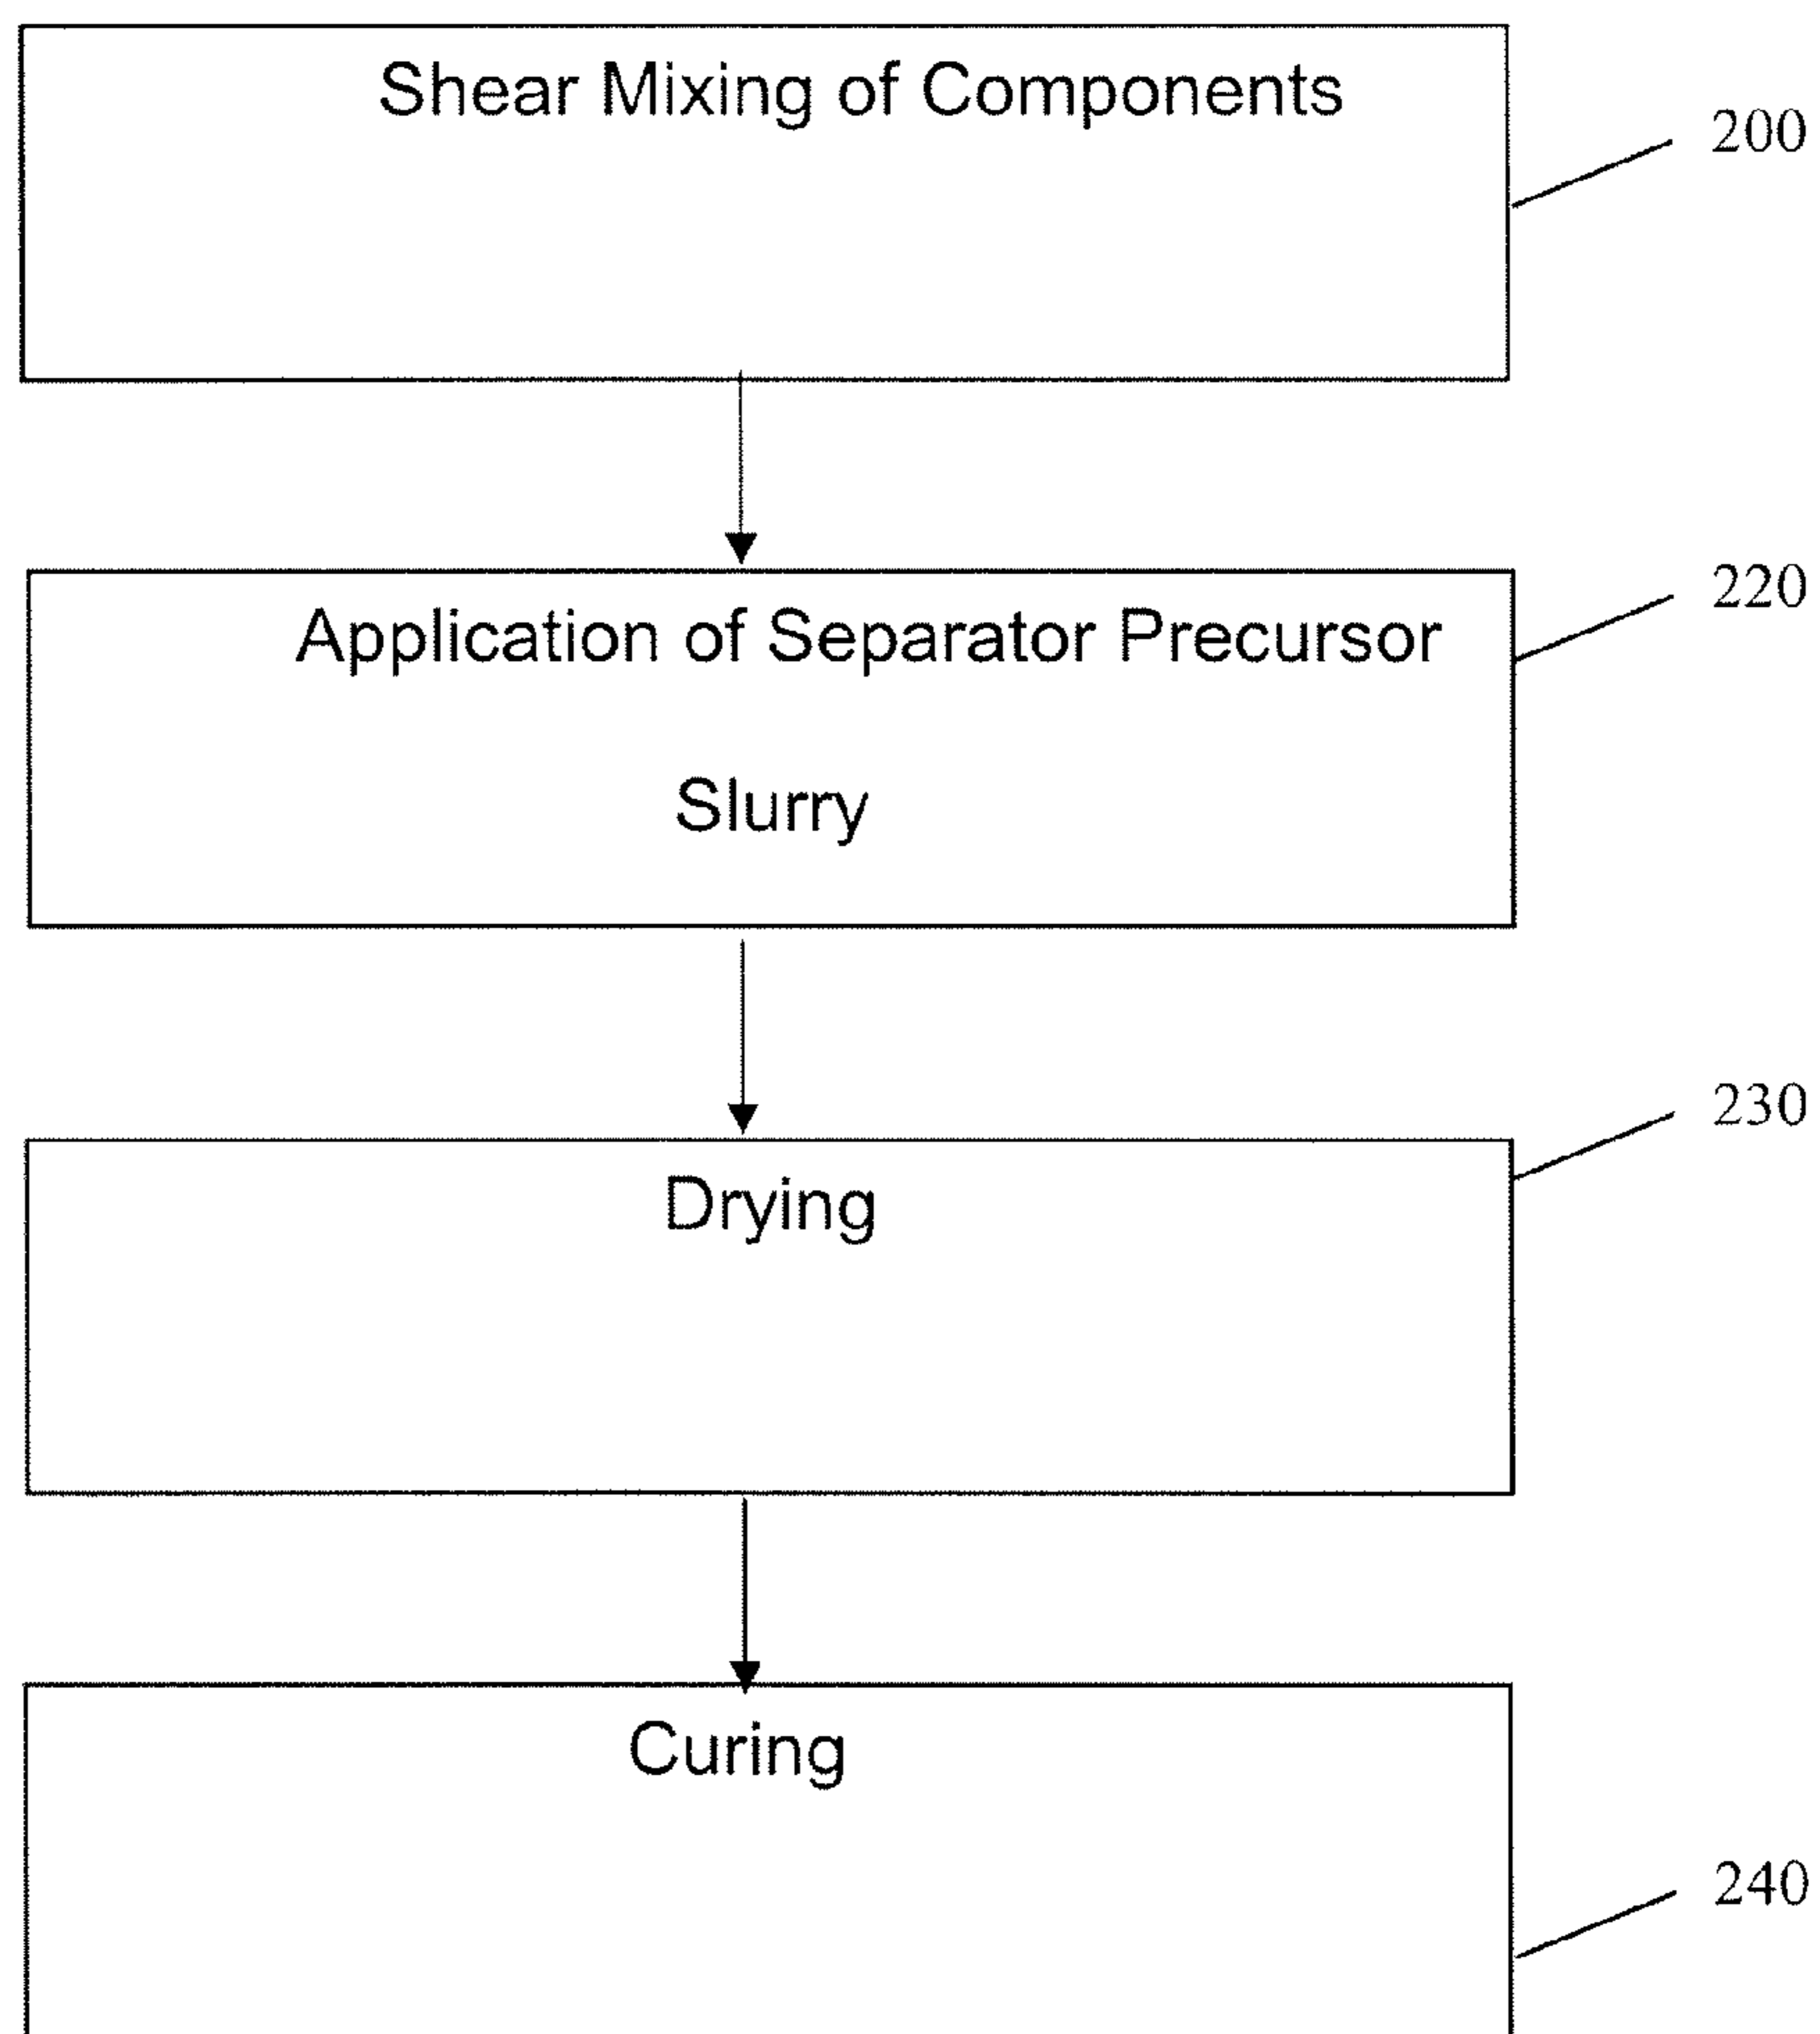 Shear Mixing of Components
200
Application of Separator Precursor
220
Slurry
230
Drying
Curing
240